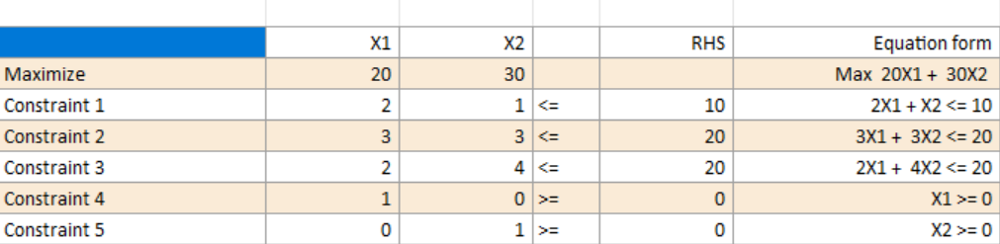 X1 X2 RHS Equation form
Maximize 20 30 Max 20X1 + 30X2
Constraint 1 2 1 <= 10 2X1 + X2 <= 10
Constraint 2 3 3 <= 20 3X1 + 3X2 <= 20
Constraint 3 2 4 <= 20 2X1 + 4X2 <= 20
Constraint 4 1 0 >= 0 X1 >= 0
Constraint 5 0 1 >= 0 X2 >= 0